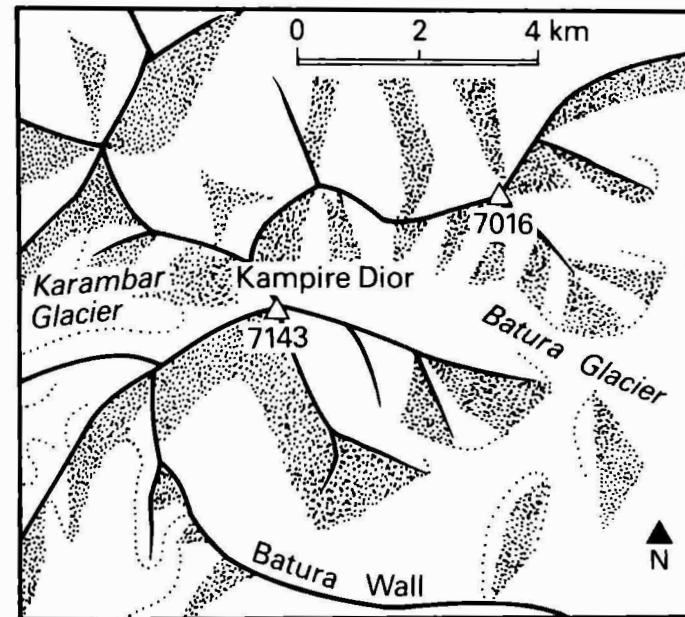 0 2 4 km
7016
Karambar
Glacier
Kampire Dior
7143
Batura Glacier
N
Batura Wall